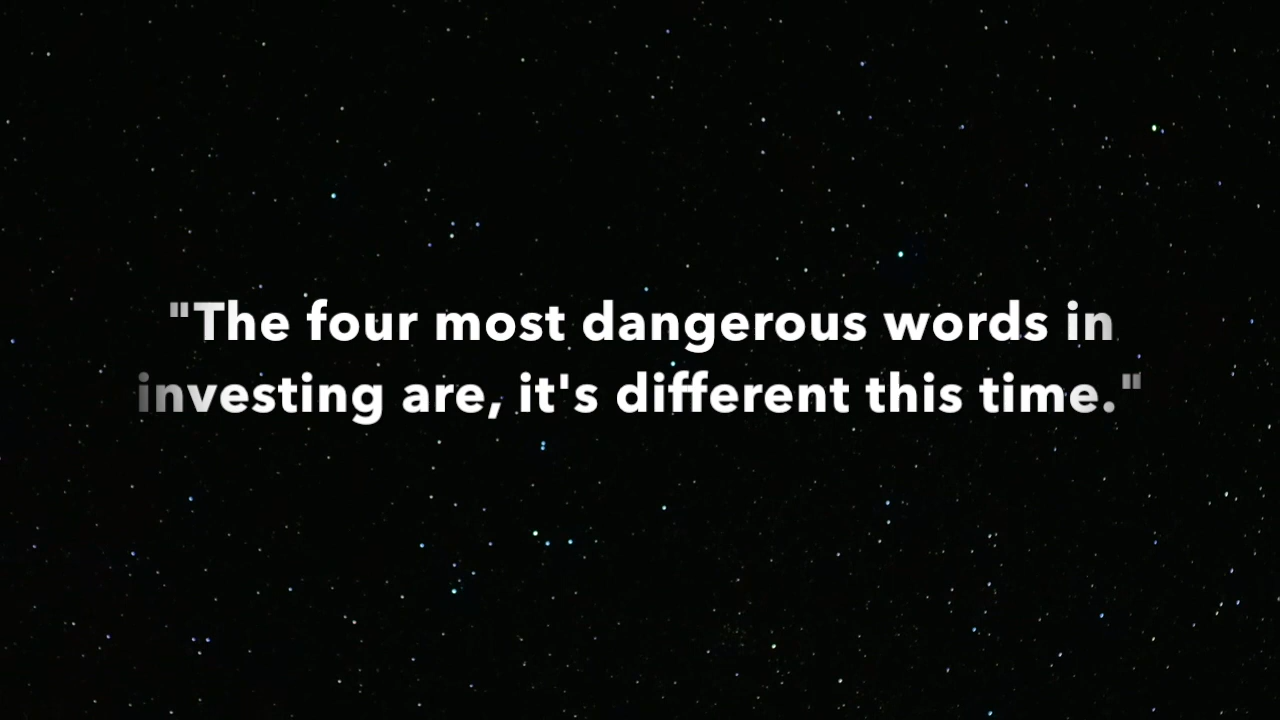 "The four most dangerous words in
investing are, it's different this time."